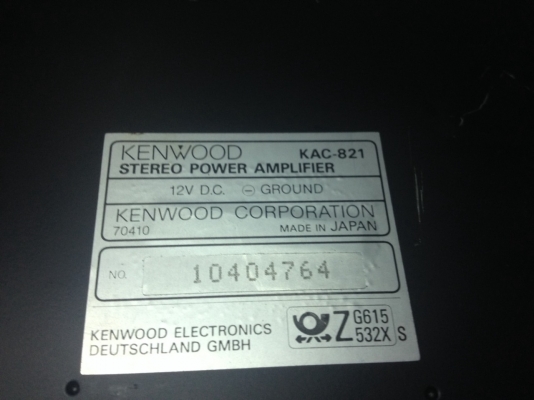 KENWOOD KAC-821
STEREO POWER AMPLIFIER
12V D.C. ⊖ GROUND
KENWOOD CORPORATION
70410 MADE IN JAPAN
NO. 10404764
KENWOOD ELECTRONICS
DEUTSCHLAND GMBH
Z G615
532X S